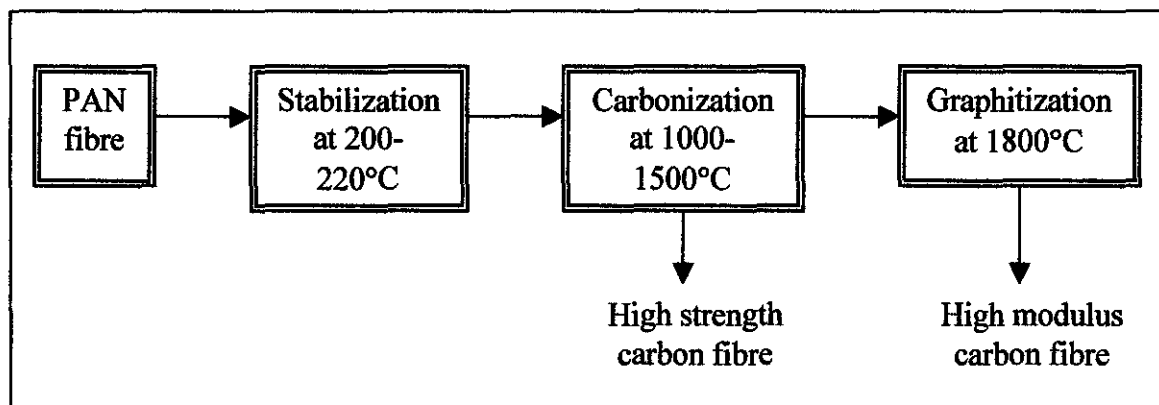 PAN
fibre
Stabilization
at 200-
220°C
Carbonization
at 1000-
1500°C
Graphitization
at 1800°C
High strength
carbon fibre
High modulus
carbon fibre